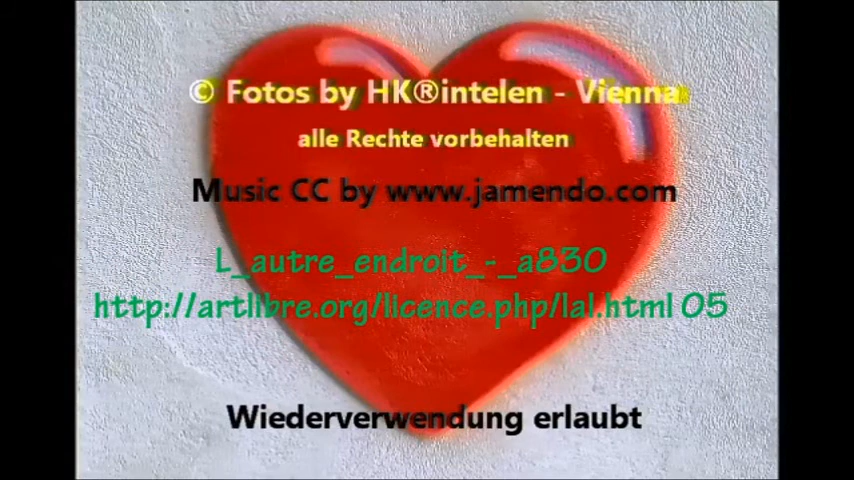 © Fotos by HK®intelen - Vienna
alle Rechte vorbehalten
Music CC by www.jamendo.com
L_autre_endroit_-_a830
http://artlibre.org/licence.php/lal.html 05
Wiederverwendung erlaubt